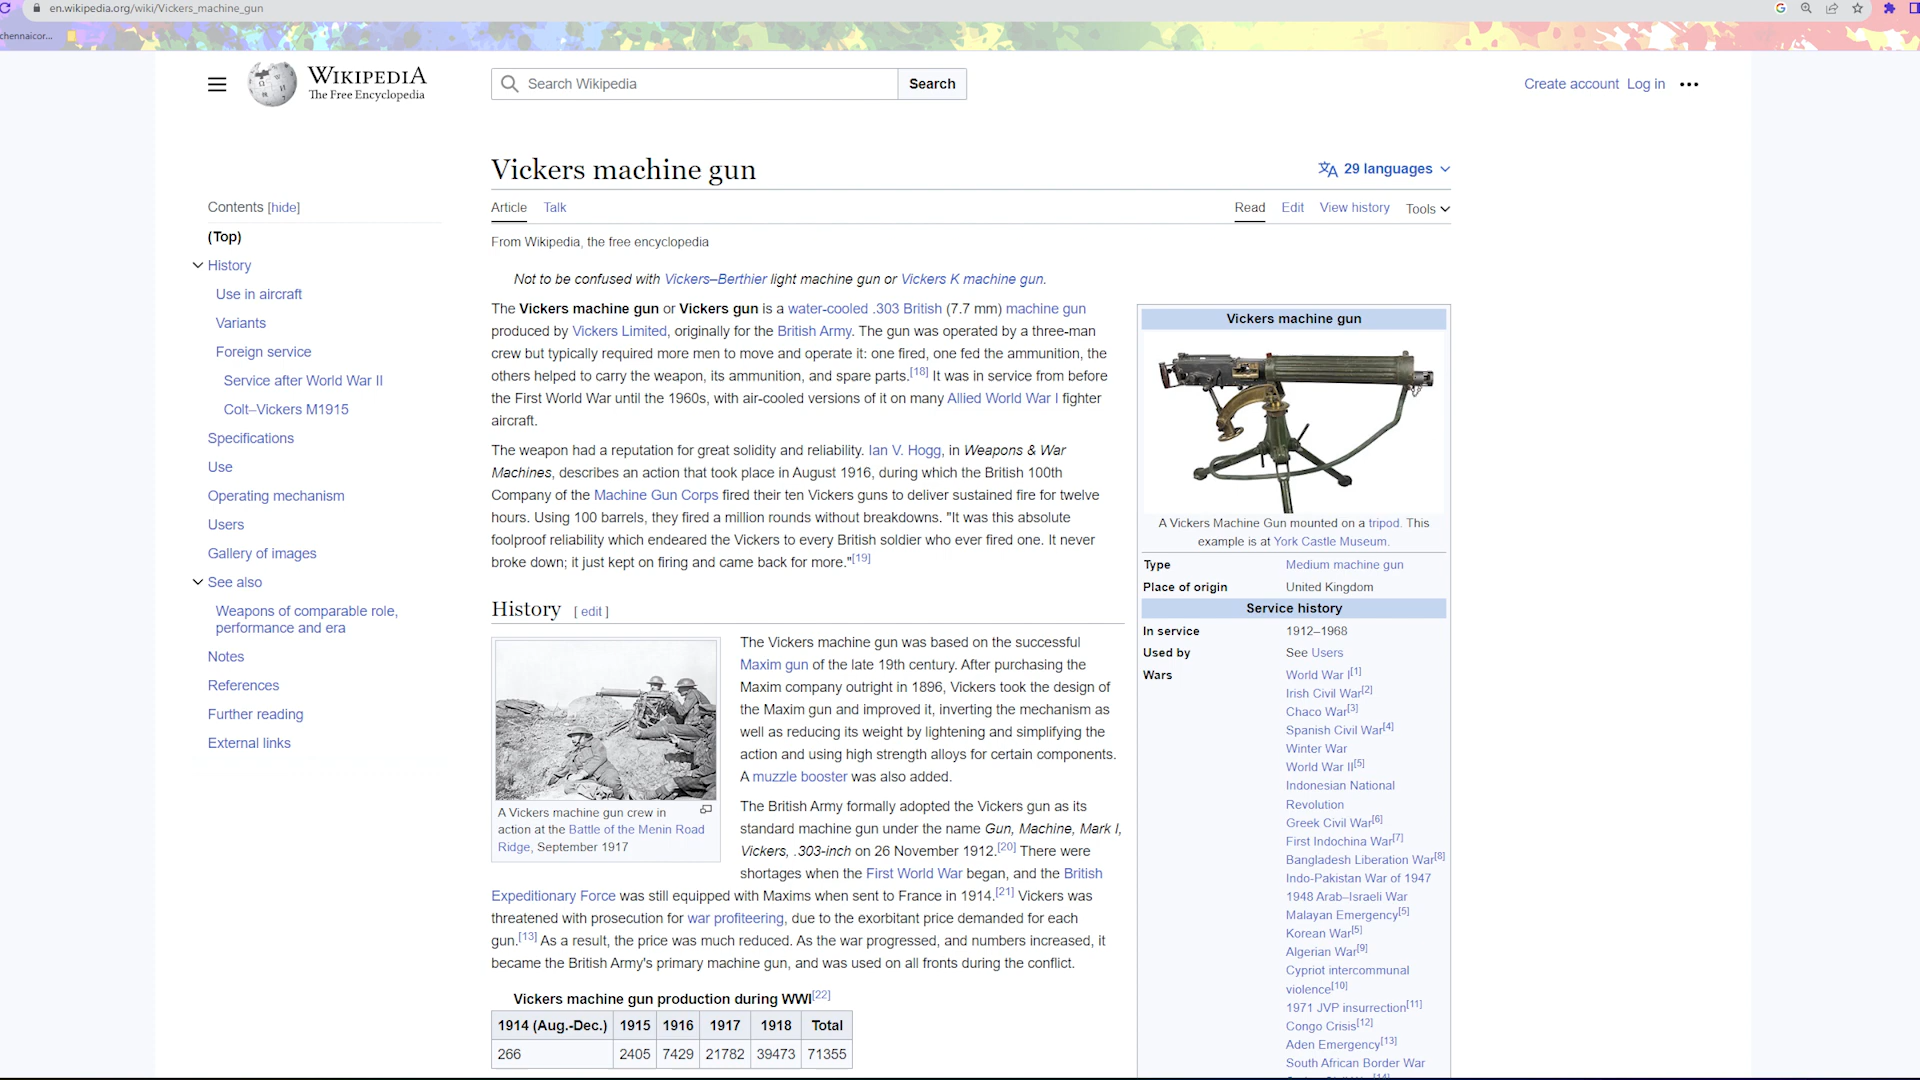 en.wikipedia.org/wiki/Vickers_machine_gun
chennaicor...
WIKIPEDIA
The Free Encyclopedia
Search Wikipedia
Search
Create account Log in
Vickers machine gun
29 languages
Article Talk
Read Edit View history Tools
From Wikipedia, the free encyclopedia
Contents [hide]
(Top)
History
Use in aircraft
Variants
Foreign service
Service after World War II
Colt–Vickers M1915
Specifications
Use
Operating mechanism
Users
Gallery of images
See also
Weapons of comparable role,
performance and era
Notes
References
Further reading
External links
Not to be confused with Vickers–Berthier light machine gun or Vickers K machine gun.
The Vickers machine gun or Vickers gun is a water-cooled .303 British (7.7 mm) machine gun
produced by Vickers Limited, originally for the British Army. The gun was operated by a three-man
crew but typically required more men to move and operate it: one fired, one fed the ammunition, the
others helped to carry the weapon, its ammunition, and spare parts.[18] It was in service from before
the First World War until the 1960s, with air-cooled versions of it on many Allied World War I fighter
aircraft.
The weapon had a reputation for great solidity and reliability. Ian V. Hogg, in Weapons & War
Machines, describes an action that took place in August 1916, during which the British 100th
Company of the Machine Gun Corps fired their ten Vickers guns to deliver sustained fire for twelve
hours. Using 100 barrels, they fired a million rounds without breakdowns. "It was this absolute
foolproof reliability which endeared the Vickers to every British soldier who ever fired one. It never
broke down; it just kept on firing and came back for more."[19]
History [ edit ]
A Vickers machine gun crew in
action at the Battle of the Menin Road
Ridge, September 1917
The Vickers machine gun was based on the successful
Maxim gun of the late 19th century. After purchasing the
Maxim company outright in 1896, Vickers took the design of
the Maxim gun and improved it, inverting the mechanism as
well as reducing its weight by lightening and simplifying the
action and using high strength alloys for certain components.
A muzzle booster was also added.
The British Army formally adopted the Vickers gun as its
standard machine gun under the name Gun, Machine, Mark I,
Vickers, .303-inch on 26 November 1912.[20] There were
shortages when the First World War began, and the British
Expeditionary Force was still equipped with Maxims when sent to France in 1914.[21] Vickers was
threatened with prosecution for war profiteering, due to the exorbitant price demanded for each
gun.[13] As a result, the price was much reduced. As the war progressed, and numbers increased, it
became the British Army's primary machine gun, and was used on all fronts during the conflict.
Vickers machine gun production during WWI[22]
1914 (Aug.-Dec.) 1915 1916 1917 1918 Total
266 2405 7429 21782 39473 71355
Vickers machine gun
A Vickers Machine Gun mounted on a tripod. This
example is at York Castle Museum.
Type Medium machine gun
Place of origin United Kingdom
Service history
In service 1912–1968
Used by See Users
Wars World War I[1]
Irish Civil War[2]
Chaco War[3]
Spanish Civil War[4]
Winter War
World War II[5]
Indonesian National
Revolution
Greek Civil War[6]
First Indochina War[7]
Bangladesh Liberation War[8]
Indo-Pakistan War of 1947
1948 Arab–Israeli War
Malayan Emergency[5]
Korean War[5]
Algerian War[9]
Cypriot intercommunal
violence[10]
1971 JVP insurrection[11]
Congo Crisis[12]
Aden Emergency[13]
South African Border War